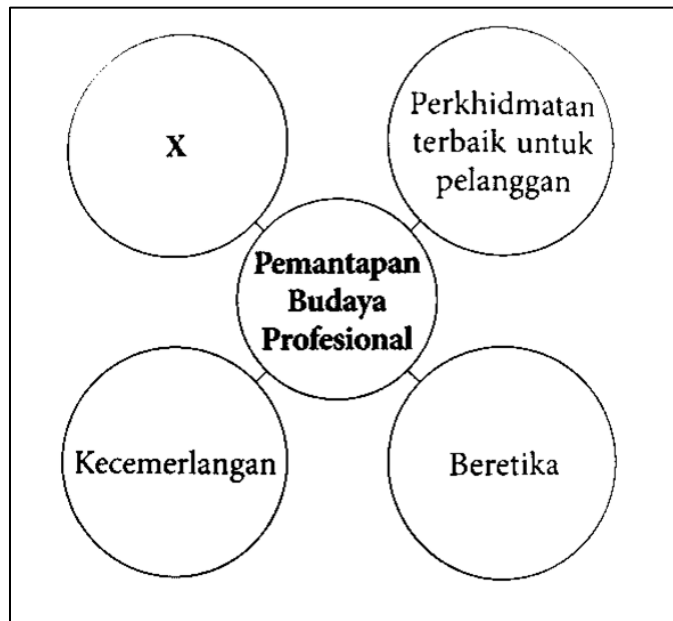 X
Perkhidmatan
terbaik untuk
pelanggan
Pemantapan
Budaya
Profesional
Kecemerlangan
Beretika